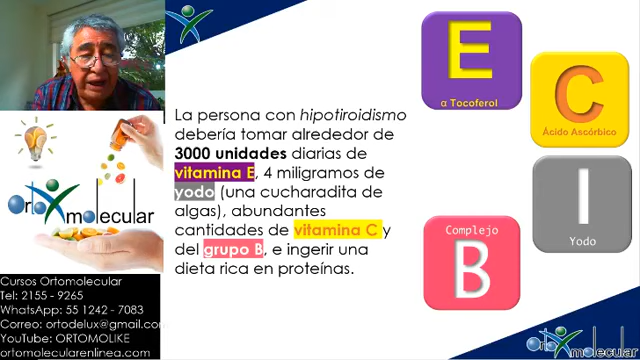 La persona con hipotiroidismo
debería tomar alrededor de
3000 unidades diarias de
vitamina E, 4 miligramos de
yodo (una cucharadita de
algas), abundantes
cantidades de vitamina C y
del grupo B, e ingerir una
dieta rica en proteínas.
E
α Tocoferol
C
Ácido Ascórbico
I
Yodo
Complejo
B
Orto molecular
Cursos Ortomolecular
Tel: 2155 - 9265
WhatsApp: 55 1242 - 7083
Correo: ortodelux@gmail.com
YouTube: ORTOMOLIKE
ortomolecularenlinea.com
Orto molecular